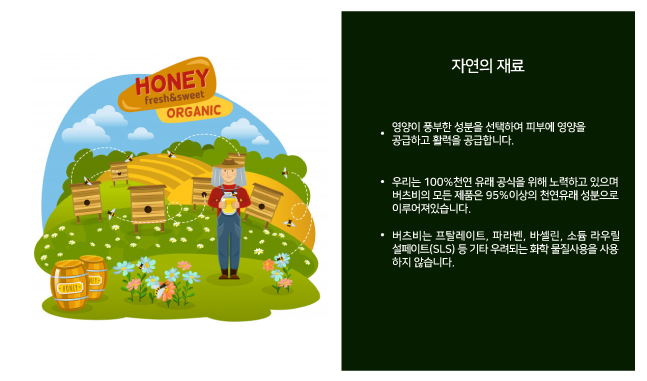 HONEY
fresh&sweet
ORGANIC
HONEY
자연의 재료
• 영양이 풍부한 성분을 선택하여 피부에 영양을
공급하고 활력을 공급합니다.
• 우리는 100%천연 유래 공식을 위해 노력하고 있으며
버츠비의 모든 제품은 95%이상의 천연유래 성분으로
이루어져있습니다.
• 버츠비는 프탈레이트, 파라벤, 바셀린, 소듐 라우릴
설페이트(SLS) 등 기타 우려되는 화학 물질사용을 사용
하지 않습니다.